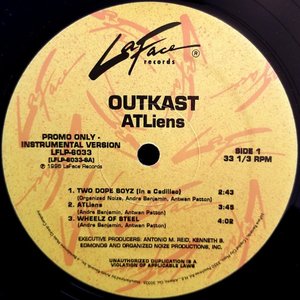 LaFace
records ®
OUTKAST
ATLiens
PROMO ONLY -
INSTRUMENTAL VERSION
LFLP-6033
(LFLP-6033-SA)
℗ 1996 LaFace Records
SIDE 1
33 1/3 RPM
1. TWO DOPE BOYZ (In a Cadillac) 2:43
(Organized Noize, Andre Benjamin, Antwan Patton)
2. ATLiens 3:48
(Andre Benjamin, Antwan Patton)
3. WHEELZ OF STEEL 4:02
(Andre Benjamin, Antwan Patton)
EXECUTIVE PRODUCERS: ANTONIO M. REID, KENNETH B.
EDMONDS AND ORGANIZED NOIZE PRODUCTIONS, INC.
UNAUTHORIZED DUPLICATION IS A
VIOLATION OF APPLICABLE LAWS